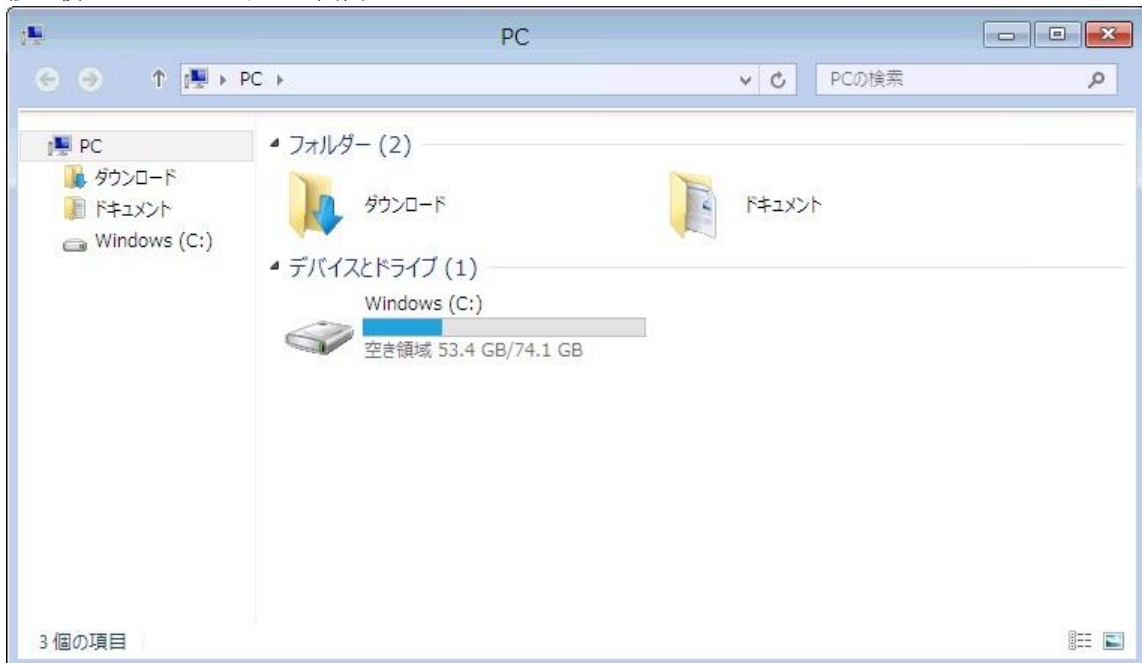 PC
PC
PCの検索
PC
ダウンロード
ドキュメント
Windows (C:)
フォルダー (2)
ダウンロード
ドキュメント
デバイスとドライブ (1)
Windows (C:)
空き領域 53.4 GB/74.1 GB
3 個の項目